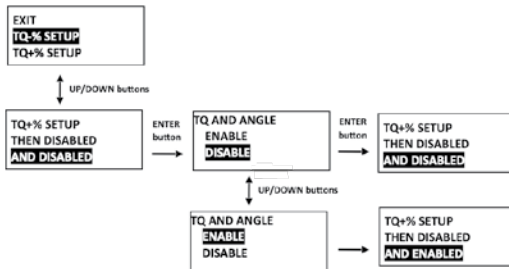 EXIT
TQ-% SETUP
TQ+% SETUP
UP/DOWN buttons
TQ+% SETUP
THEN DISABLED
AND DISABLED
ENTER
button
TQ AND ANGLE
ENABLE
DISABLE
ENTER
button
TQ+% SETUP
THEN DISABLED
AND DISABLED
UP/DOWN buttons
TQ AND ANGLE
ENABLE
DISABLE
TQ+% SETUP
THEN DISABLED
AND ENABLED